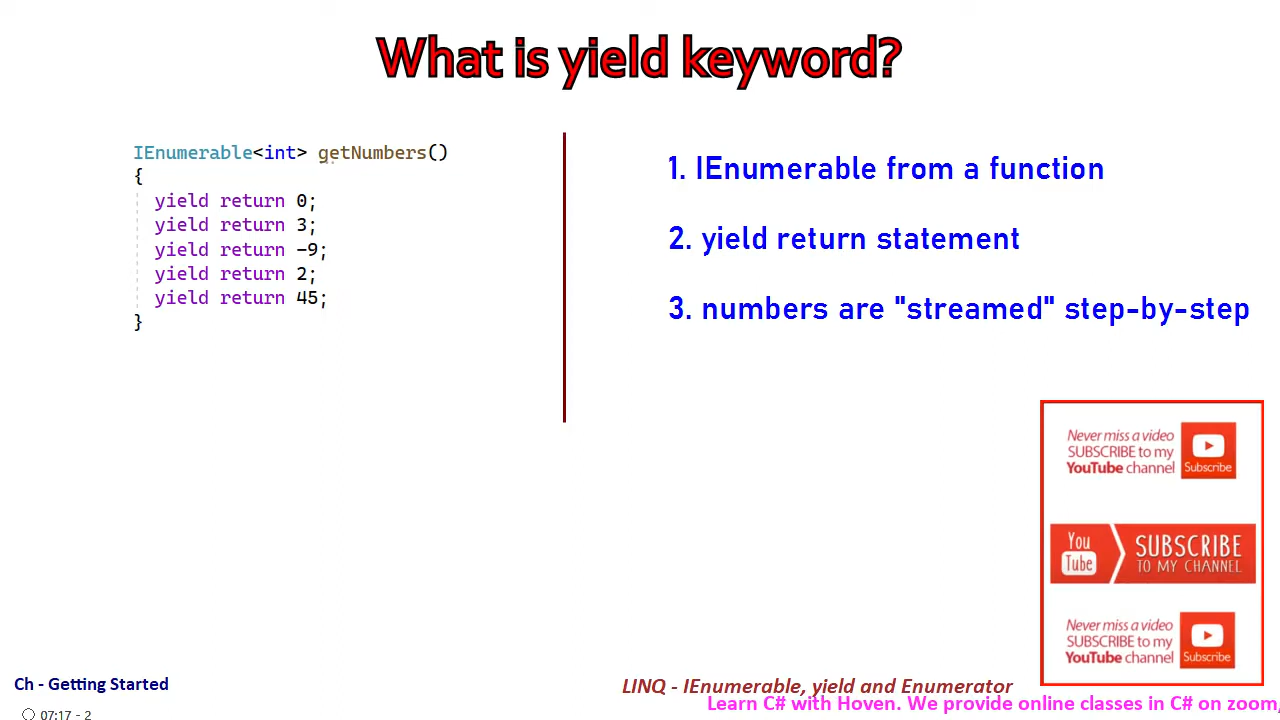 What is yield keyword?
IEnumerable<int> getNumbers()
{
yield return 0;
yield return 3;
yield return -9;
yield return 2;
yield return 45;
}
1. IEnumerable from a function
2. yield return statement
3. numbers are "streamed" step-by-step
Never miss a video
SUBSCRIBE to my
YouTube channel
Subscribe
You
Tube
SUBSCRIBE
TO MY CHANNEL
Never miss a video
SUBSCRIBE to my
YouTube channel
Subscribe
Ch - Getting Started
LINQ - IEnumerable, yield and Enumerator
Learn C# with Hoven. We provide online classes in C# on zoom,
07:17 - 2